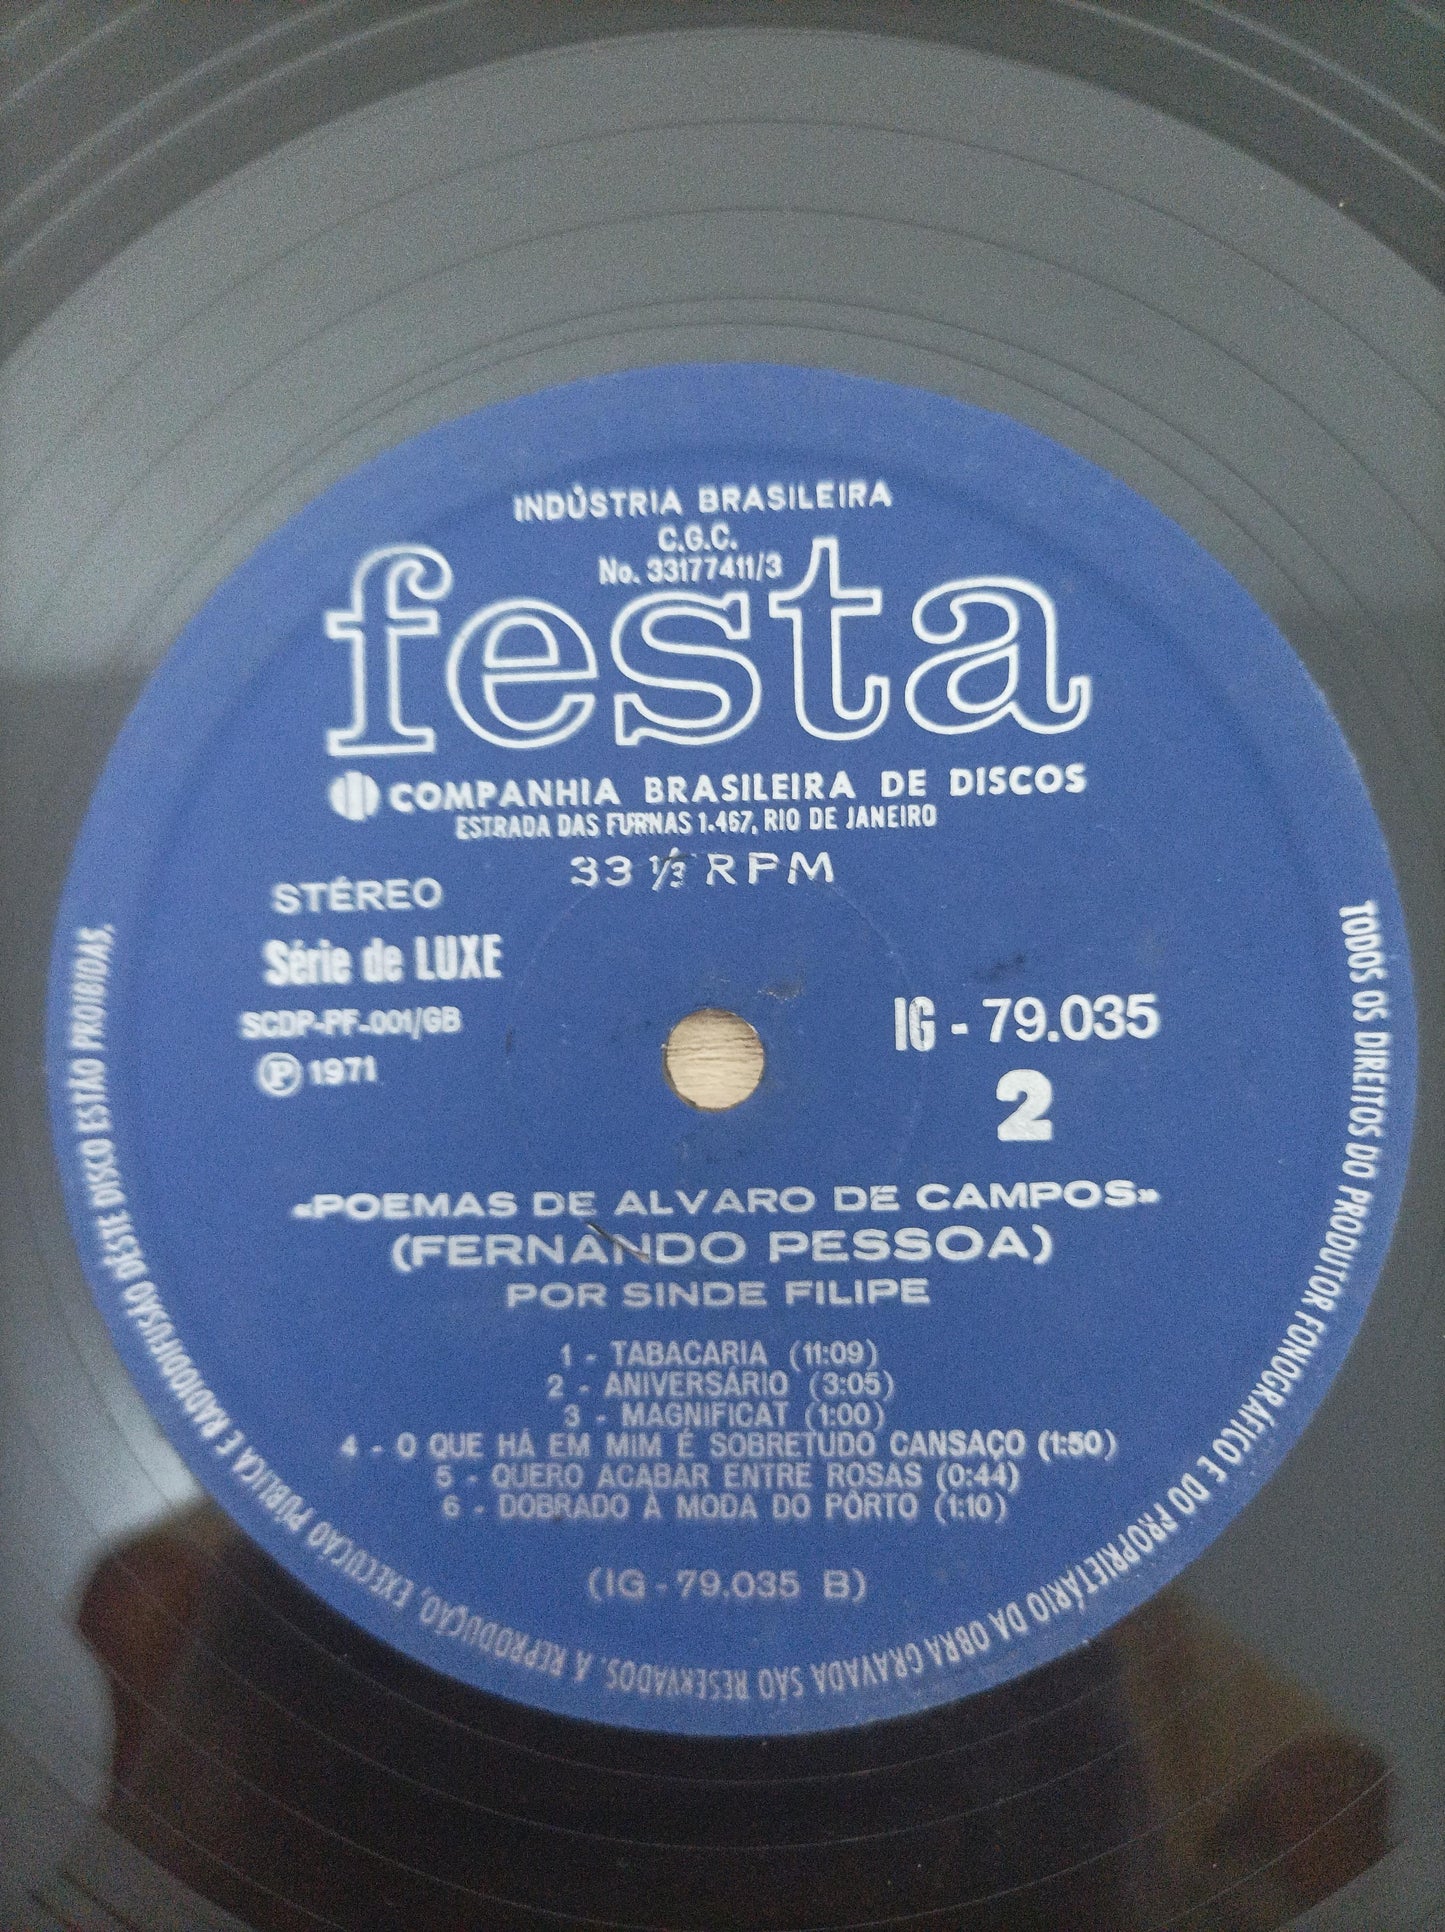 INDÚSTRIA BRASILEIRA
C.G.C.
No. 33177411/3
festa
COMPANHIA BRASILEIRA DE DISCOS
ESTRADA DAS FURNAS 1.467, RIO DE JANEIRO
33 1/3 RPM
STÉREO
Série de LUXE
SCDP-PF-001/GB
℗ 1971
IG - 79.035
2
«POEMAS DE ALVARO DE CAMPOS»
(FERNANDO PESSOA)
POR SINDE FILIPE
1 - TABACARIA (11:09)
2 - ANIVERSÁRIO (3:05)
3 - MAGNIFICAT (1:00)
4 - O QUE HÁ EM MIM É SOBRETUDO CANSAÇO (1:50)
5 - QUERO ACABAR ENTRE ROSAS (0:44)
6 - DOBRADO À MODA DO PÔRTO (1:10)
(IG - 79.035 B)
TODOS OS DIREITOS DO PRODUTOR FONOGRÁFICO E DO PROPRIETÁRIO DA OBRA GRAVADA SÃO RESERVADOS. A REPRODUÇÃO, EXECUÇÃO PÚBLICA E RADIODIFUSÃO DÊSTE DISCO ESTÃO PROIBIDAS.